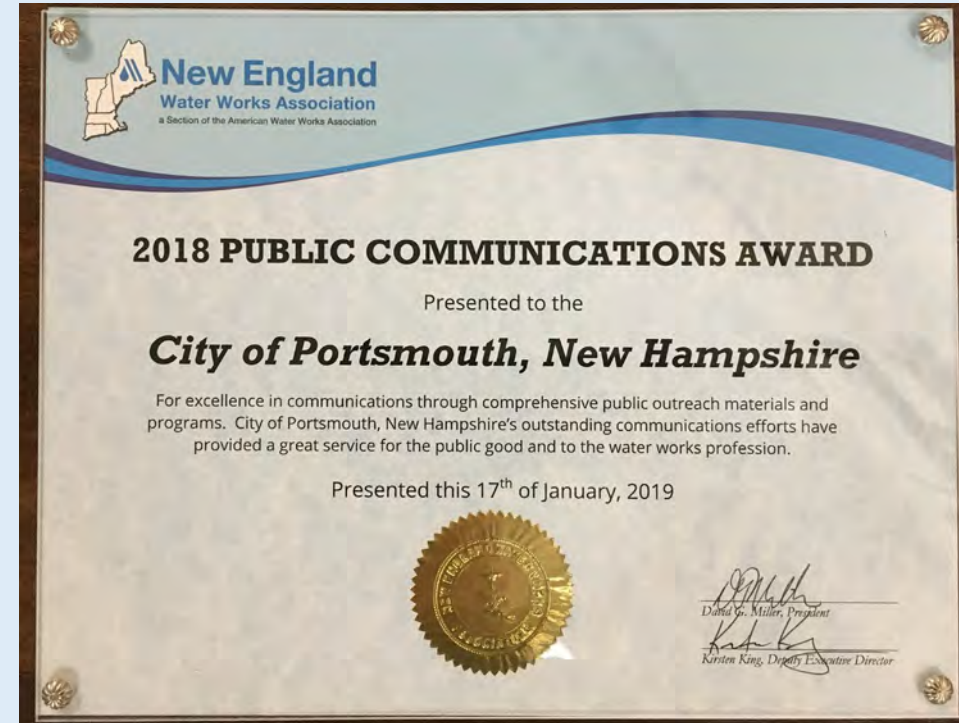 New England
Water Works Association
a Section of the American Water Works Association
2018 PUBLIC COMMUNICATIONS AWARD
Presented to the
City of Portsmouth, New Hampshire
For excellence in communications through comprehensive public outreach materials and
programs. City of Portsmouth, New Hampshire's outstanding communications efforts have
provided a great service for the public good and to the water works profession.
Presented this 17th of January, 2019
David G. Miller, President
Kirsten King, Deputy Executive Director